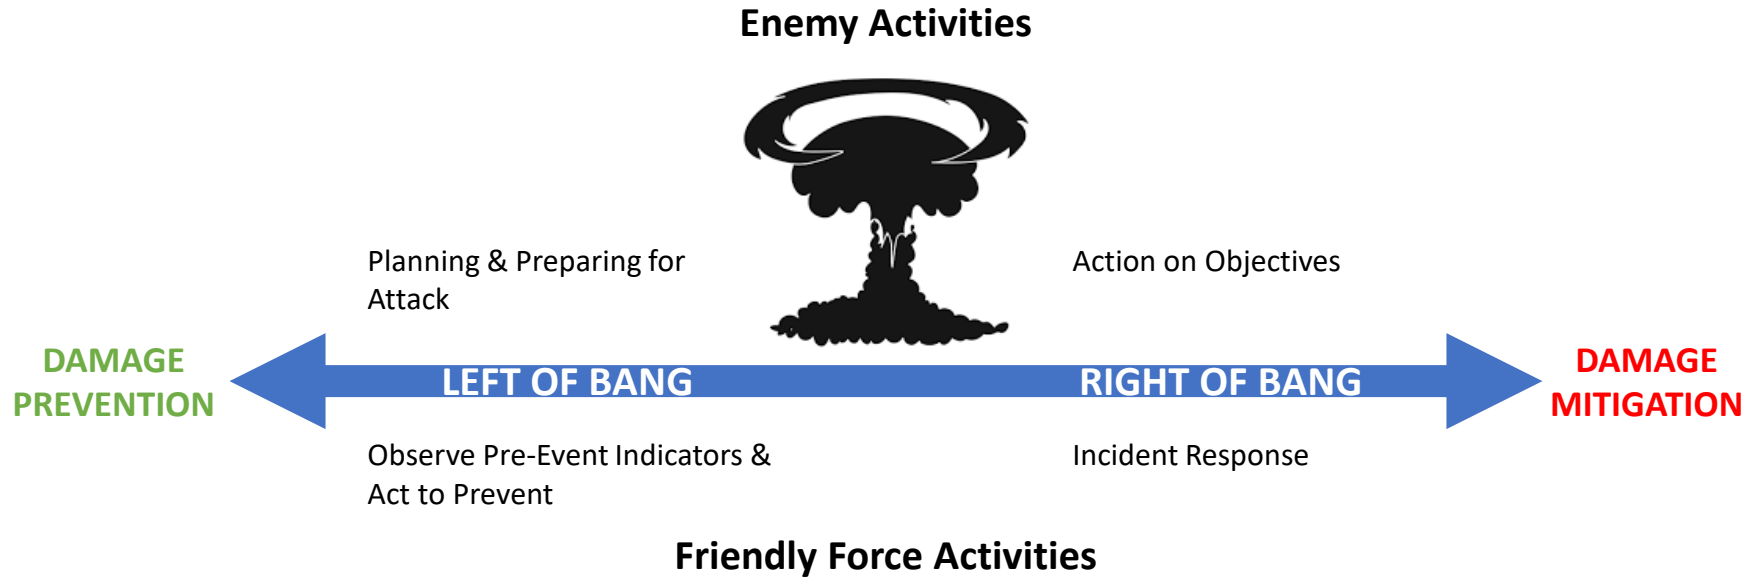 Enemy Activities
Planning & Preparing for
Attack
Action on Objectives
DAMAGE
PREVENTION
LEFT OF BANG
RIGHT OF BANG
DAMAGE
MITIGATION
Observe Pre-Event Indicators &
Act to Prevent
Incident Response
Friendly Force Activities